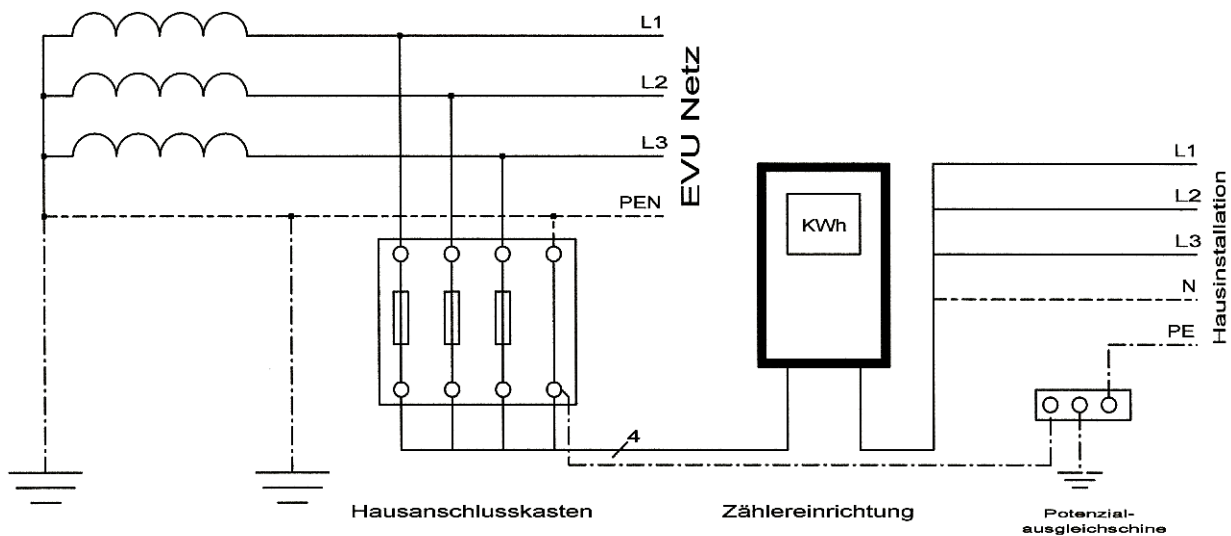 L1
L2
L3
PEN
EVU Netz
KWh
L1
L2
L3
N
PE
Hausinstallation
4
Hausanschlusskasten
Zählereinrichtung
Potenzial-
ausgleichschine